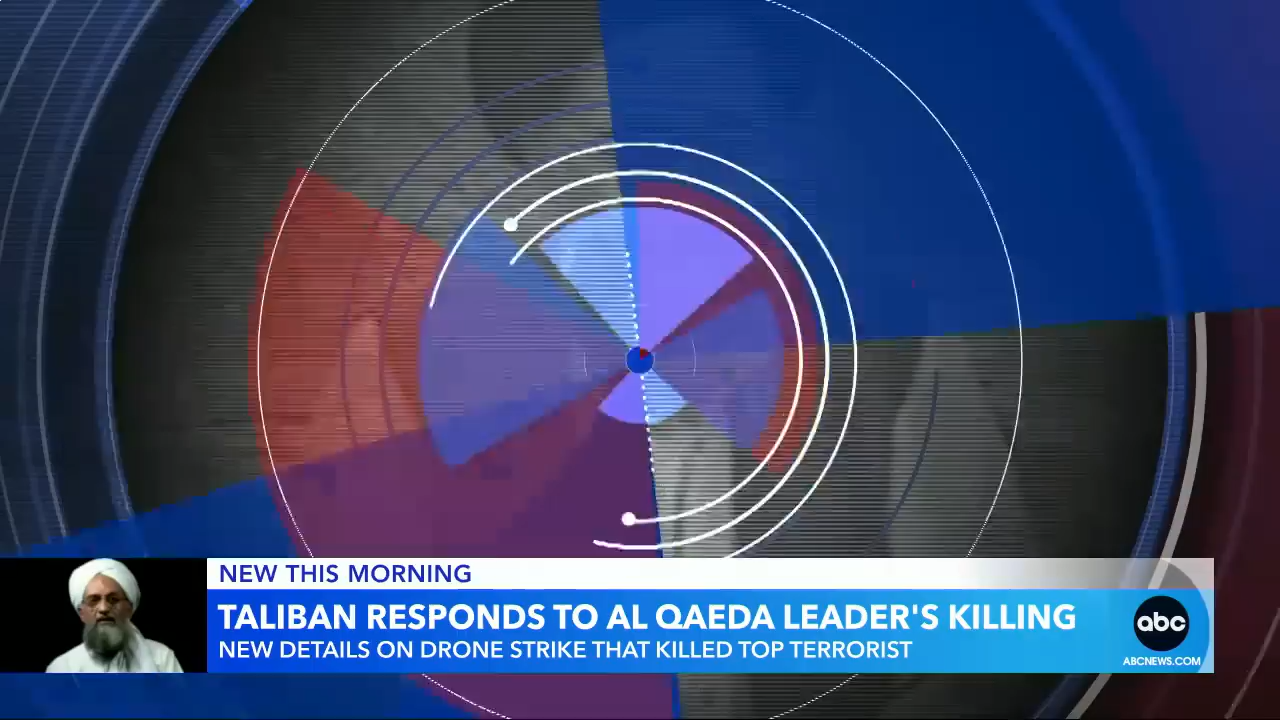 NEW THIS MORNING
TALIBAN RESPONDS TO AL QAEDA LEADER'S KILLING
NEW DETAILS ON DRONE STRIKE THAT KILLED TOP TERRORIST
abc
ABCNEWS.COM